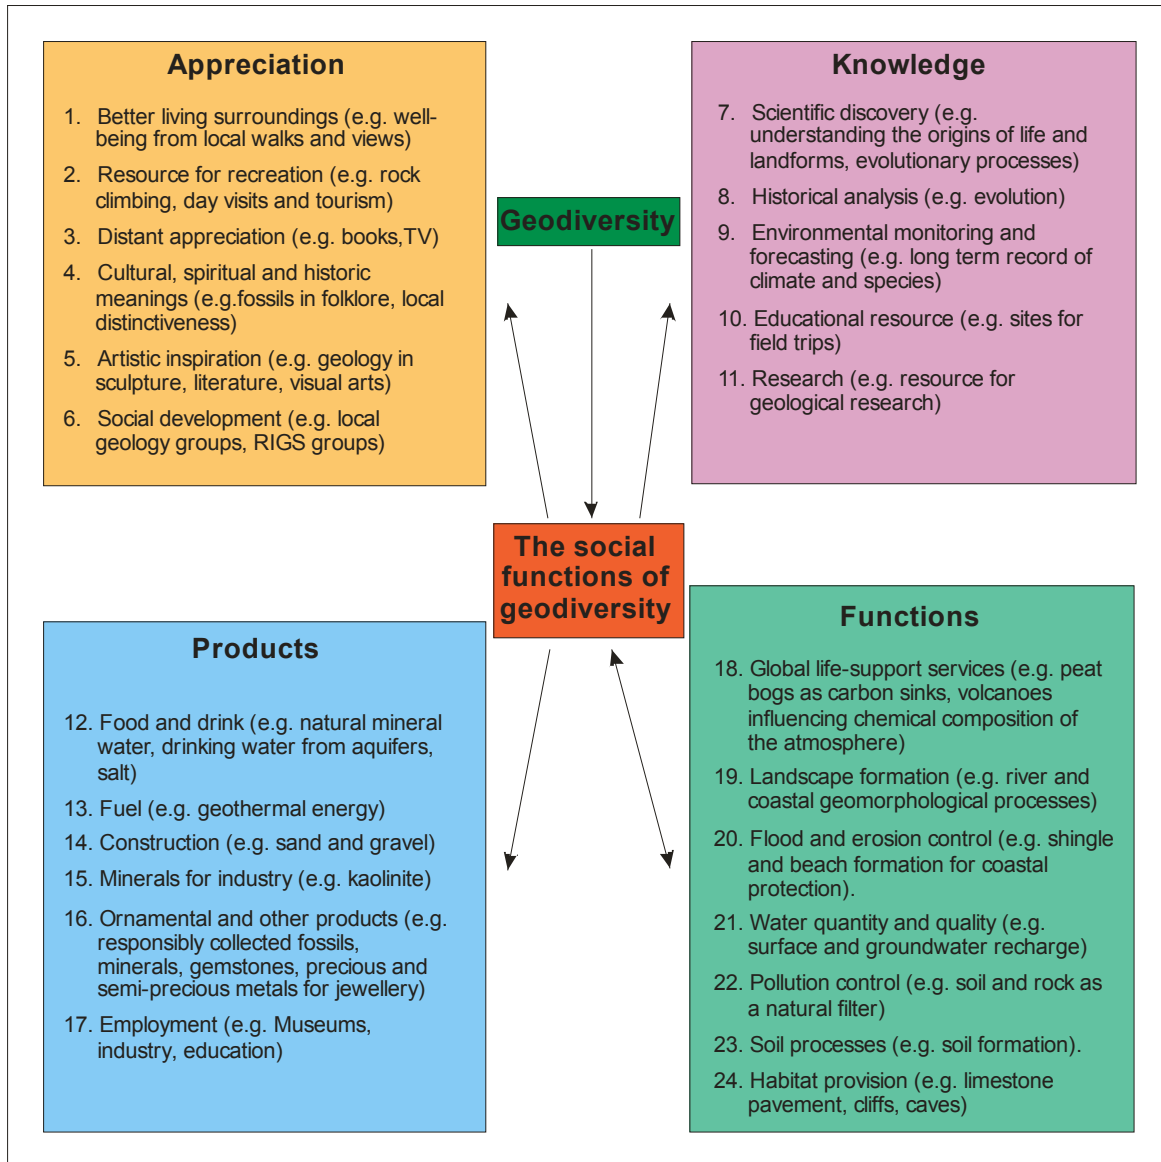 Appreciation
1. Better living surroundings (e.g. well-
being from local walks and views)
2. Resource for recreation (e.g. rock
climbing, day visits and tourism)
3. Distant appreciation (e.g. books,TV)
4. Cultural, spiritual and historic
meanings (e.g.fossils in folklore, local
distinctiveness)
5. Artistic inspiration (e.g. geology in
sculpture, literature, visual arts)
6. Social development (e.g. local
geology groups, RIGS groups)
Geodiversity
Knowledge
7. Scientific discovery (e.g.
understanding the origins of life and
landforms, evolutionary processes)
8. Historical analysis (e.g. evolution)
9. Environmental monitoring and
forecasting (e.g. long term record of
climate and species)
10. Educational resource (e.g. sites for
field trips)
11. Research (e.g. resource for
geological research)
The social
functions of
geodiversity
Products
12. Food and drink (e.g. natural mineral
water, drinking water from aquifers,
salt)
13. Fuel (e.g. geothermal energy)
14. Construction (e.g. sand and gravel)
15. Minerals for industry (e.g. kaolinite)
16. Ornamental and other products (e.g.
responsibly collected fossils,
minerals, gemstones, precious and
semi-precious metals for jewellery)
17. Employment (e.g. Museums,
industry, education)
Functions
18. Global life-support services (e.g. peat
bogs as carbon sinks, volcanoes
influencing chemical composition of
the atmosphere)
19. Landscape formation (e.g. river and
coastal geomorphological processes)
20. Flood and erosion control (e.g. shingle
and beach formation for coastal
protection).
21. Water quantity and quality (e.g.
surface and groundwater recharge)
22. Pollution control (e.g. soil and rock as
a natural filter)
23. Soil processes (e.g. soil formation).
24. Habitat provision (e.g. limestone
pavement, cliffs, caves)